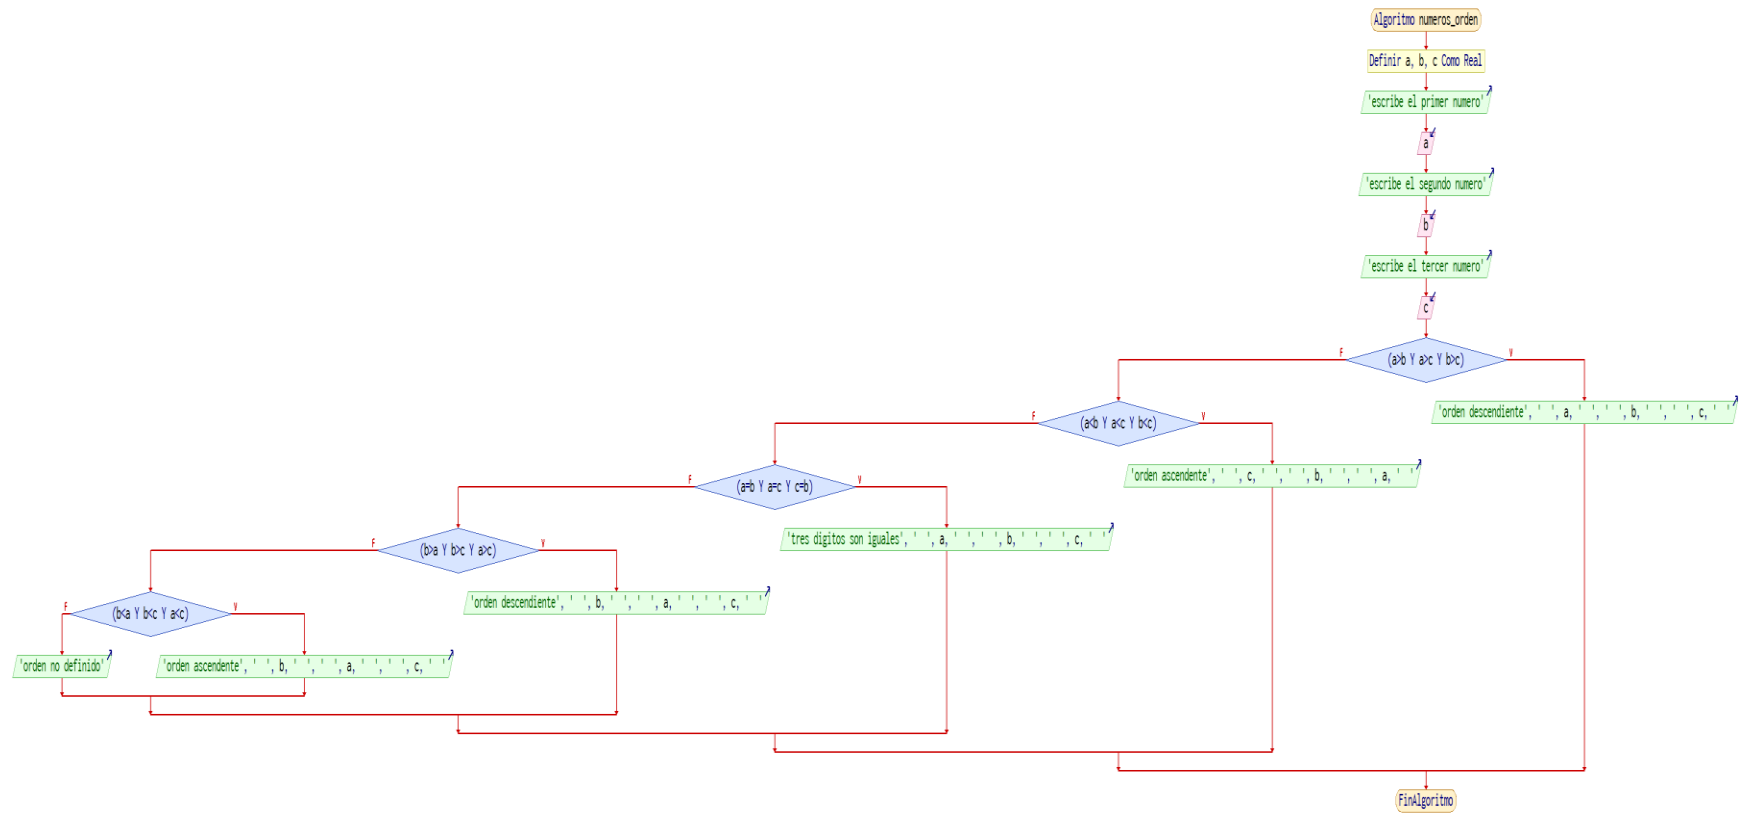 Algoritmo numeros_orden
Definir a, b, c Como Real
'escribe el primer numero'
a
'escribe el segundo numero'
b
'escribe el tercer numero'
c
(a>b Y a>c Y b>c)
F
V
'orden descendiente', ' ', a, ' ', ' ', b, ' ', ' ', c, ' '
(a<b Y a<c Y b<c)
F
V
'orden ascendente', ' ', c, ' ', ' ', b, ' ', ' ', a, ' '
(a=b Y a=c Y c=b)
F
V
'tres digitos son iguales', ' ', a, ' ', ' ', b, ' ', ' ', c, ' '
(b>a Y b>c Y a>c)
F
V
'orden descendiente', ' ', b, ' ', ' ', a, ' ', ' ', c, ' '
(b<a Y b<c Y a<c)
F
V
'orden no definido'
'orden ascendente', ' ', b, ' ', ' ', a, ' ', ' ', c, ' '
FinAlgoritmo